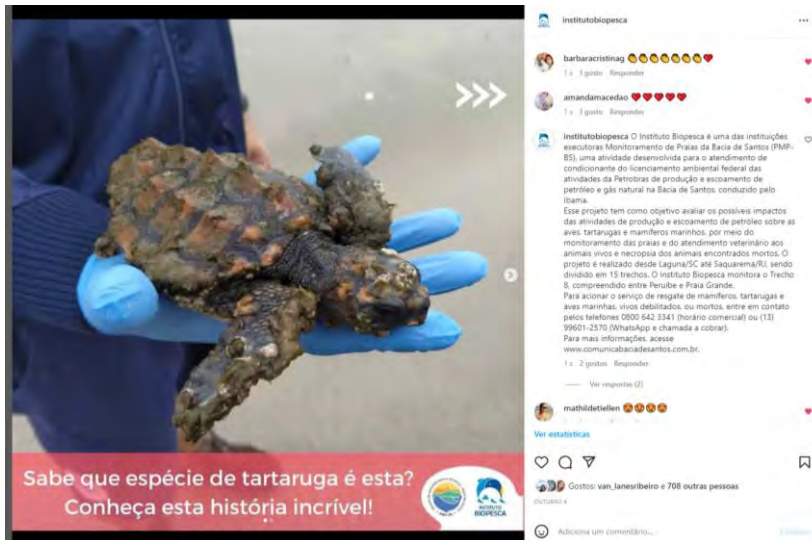 >>>
Sabe que espécie de tartaruga é esta?
Conheça esta história incrível!
INSTITUTO
BIOPESCA
institutobiopesca
barbaracristinag 👏👏👏👏👏👏👏❤️
1 s 1 gosto Responder
amandamacedao ❤️❤️❤️❤️❤️
1 s 1 gosto Responder
institutobiopesca O Instituto Biopesca é uma das instituições
executoras Monitoramento de Praias da Bacia de Santos (PMP-
BS), uma atividade desenvolvida para o atendimento de
condicionante do licenciamento ambiental federal das
atividades da Petrobras de produção e escoamento de
petróleo e gás natural na Bacia de Santos, conduzido pelo
Ibama.
Esse projeto tem como objetivo avaliar os possíveis impactos
das atividades de produção e escoamento de petróleo sobre as
aves, tartarugas e mamíferos marinhos, por meio do
monitoramento das praias e do atendimento veterinário aos
animais vivos e necropsia dos animais encontrados mortos. O
projeto é realizado desde Laguna/SC até Saquarema/RJ, sendo
dividido em 15 trechos. O Instituto Biopesca monitora o Trecho
8, compreendido entre Peruíbe e Praia Grande.
Para acionar o serviço de resgate de mamíferos, tartarugas e
aves marinhas, vivos debilitados, ou mortos, entre em contato
pelos telefones 0800 642 3341 (horário comercial) ou (13)
99601-2570 (WhatsApp e chamada a cobrar).
Para mais informações, acesse
www.comunicabaciadesantos.com.br.
1 s 2 gostos Responder
Ver respostas (2)
mathildetiellen 😍😍😍😍
Ver estatísticas
Gostos: van_lanesribeiro e 708 outras pessoas
OUTUBRO 4
Adiciona um comentário...